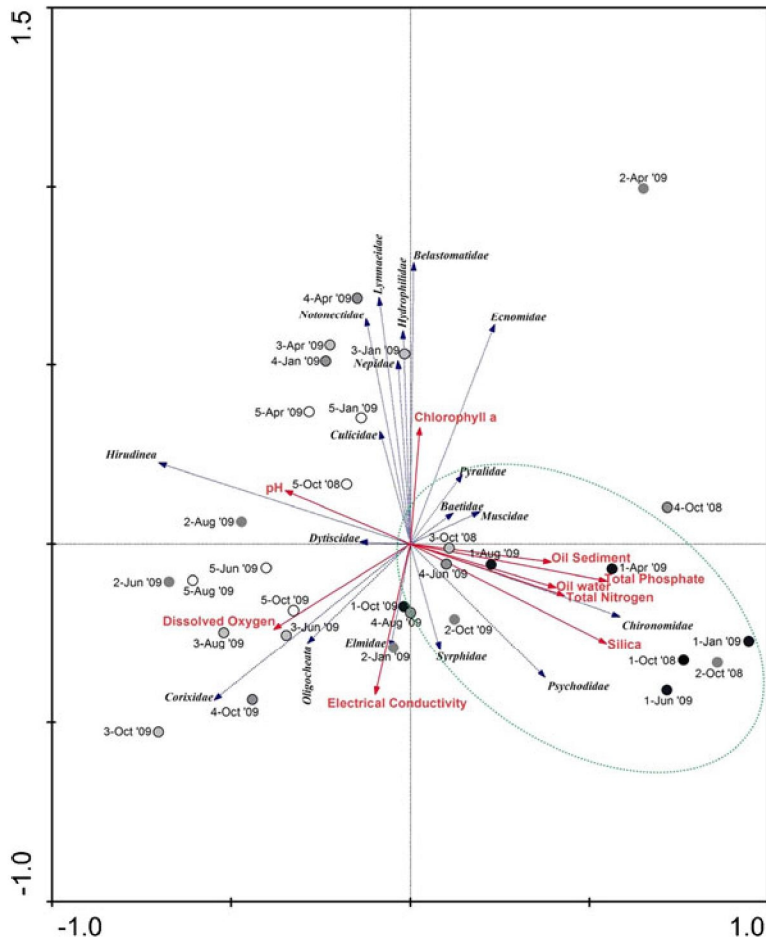 1.5
2-Apr '09
Belastomatidae
Lymnaeidae
Hydrophilidae
4-Apr '09
Notonectidae
Ecnomidae
3-Apr '09
3-Jan '09
4-Jan '09
Nepidae
5-Apr '09
5-Jan '09
Chlorophyll a
Culicidae
Hirudinea
Pyralidae
pH
5-Oct '08
Baetidae
Muscidae
4-Oct '08
2-Aug '09
Dytiscidae
3-Oct '08
1-Aug '09
Oil Sediment
5-Jun '09
4-Jun '09
1-Apr '09
2-Jun '09
5-Aug '09
Oil water
Total Phosphate
Total Nitrogen
5-Oct '09
1-Oct '09
4-Aug '09
Chironomidae
Dissolved Oxygen
3-Jun '09
2-Oct '09
3-Aug '09
Elmidae
Silica
1-Jan '09
2-Jan '09
Syrphidae
1-Oct '08
2-Oct '08
Oligocheata
Psychodidae
1-Jun '09
Corixidae
4-Oct '09
Electrical Conductivity
3-Oct '09
-1.0
-1.0
1.0